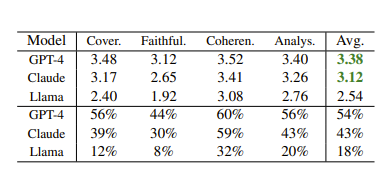 Model Cover. Faithful. Coheren. Analys. Avg.
GPT-4 3.48 3.12 3.52 3.40 3.38
Claude 3.17 2.65 3.41 3.26 3.12
Llama 2.40 1.92 3.08 2.76 2.54
GPT-4 56% 44% 60% 56% 54%
Claude 39% 30% 59% 43% 43%
Llama 12% 8% 32% 20% 18%